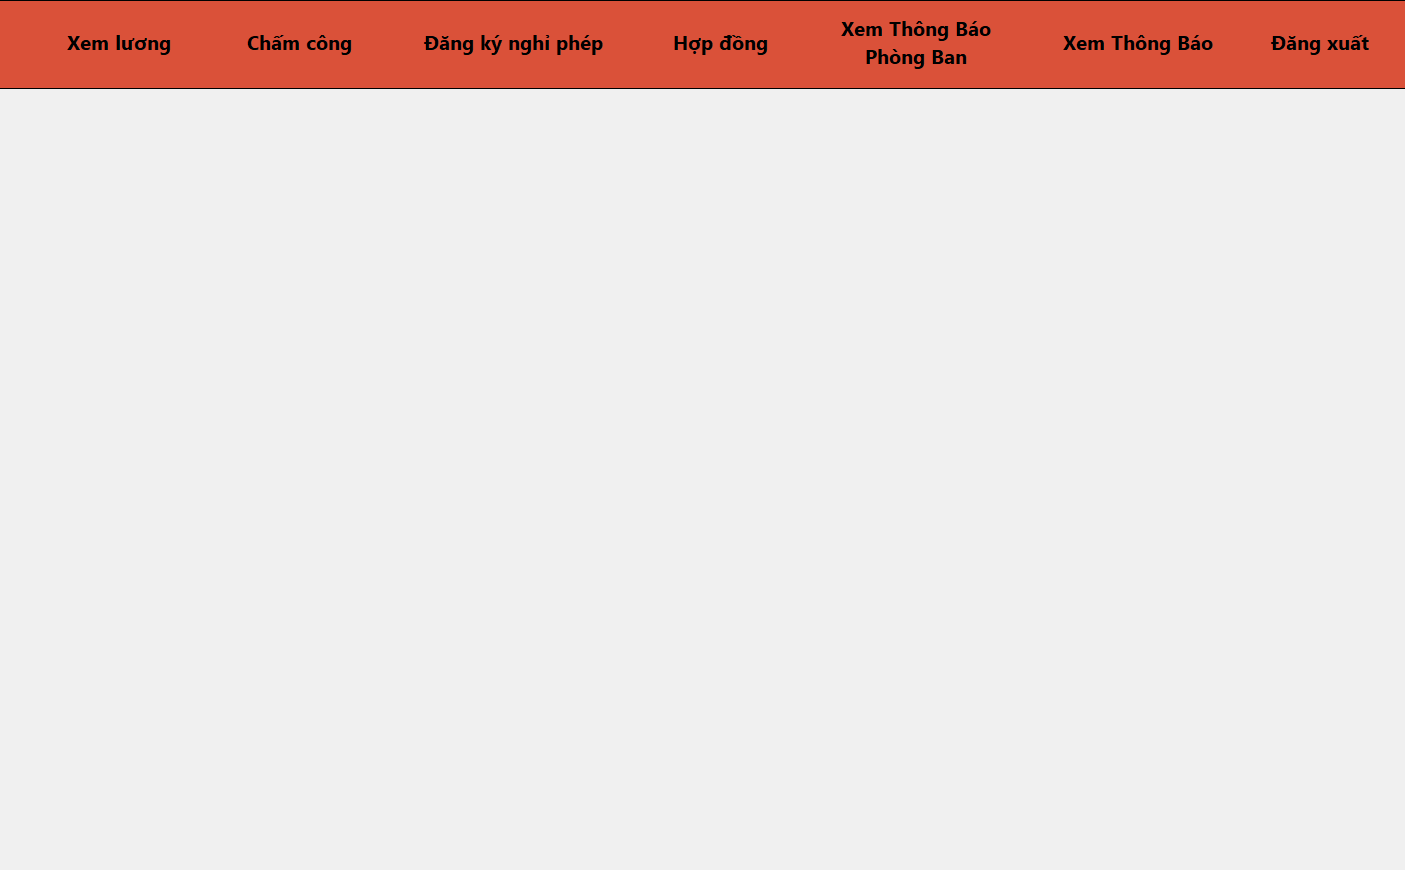 Xem lương
Chấm công
Đăng ký nghỉ phép
Hợp đồng
Xem Thông Báo
Phòng Ban
Xem Thông Báo
Đăng xuất